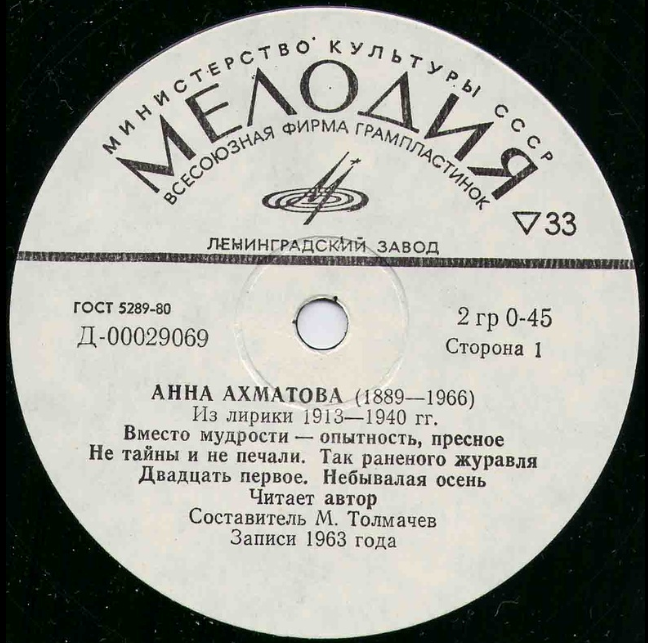 МИНИСТЕРСТВО КУЛЬТУРЫ СССР
МЕЛОДИЯ
ВСЕСОЮЗНАЯ ФИРМА ГРАМПЛАСТИНОК
33
ЛЕНИНГРАДСКИЙ ЗАВОД
ГОСТ 5289-80
2 гр 0-45
Д-00029069
Сторона 1
АННА АХМАТОВА (1889—1966)
Из лирики 1913—1940 гг.
Вместо мудрости — опытность, пресное
Не тайны и не печали. Так раненого журавля
Двадцать первое. Небывалая осень
Читает автор
Составитель М. Толмачев
Записи 1963 года